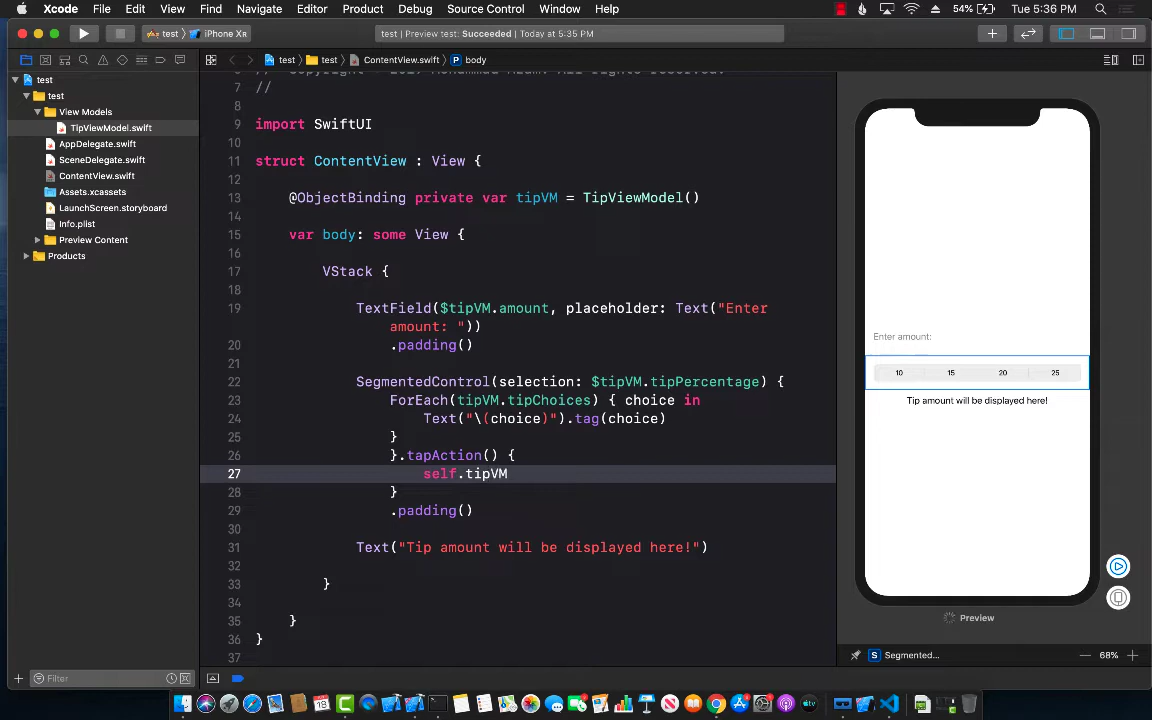 Xcode File Edit View Find Navigate Editor Product Debug Source Control Window Help 54% Tue 5:36 PM
test iPhone XR test | Preview test: Succeeded | Today at 5:35 PM
test
test
View Models
TipViewModel.swift
AppDelegate.swift
SceneDelegate.swift
ContentView.swift
Assets.xcassets
LaunchScreen.storyboard
Info.plist
Preview Content
Products
Filter
test test ContentView.swift P body
7 //
8
9 import SwiftUI
10
11 struct ContentView : View {
12
13 @ObjectBinding private var tipVM = TipViewModel()
14
15 var body: some View {
16
17 VStack {
18
19 TextField($tipVM.amount, placeholder: Text("Enter
amount: "))
20 .padding()
21
22 SegmentedControl(selection: $tipVM.tipPercentage) {
23 ForEach(tipVM.tipChoices) { choice in
24 Text("\(choice)").tag(choice)
25 }
26 }.tapAction() {
27 self.tipVM
28 }
29 .padding()
30
31 Text("Tip amount will be displayed here!")
32
33 }
34
35 }
36 }
37
Enter amount:
10 15 20 25
Tip amount will be displayed here!
Preview
S Segmented... 68%
18